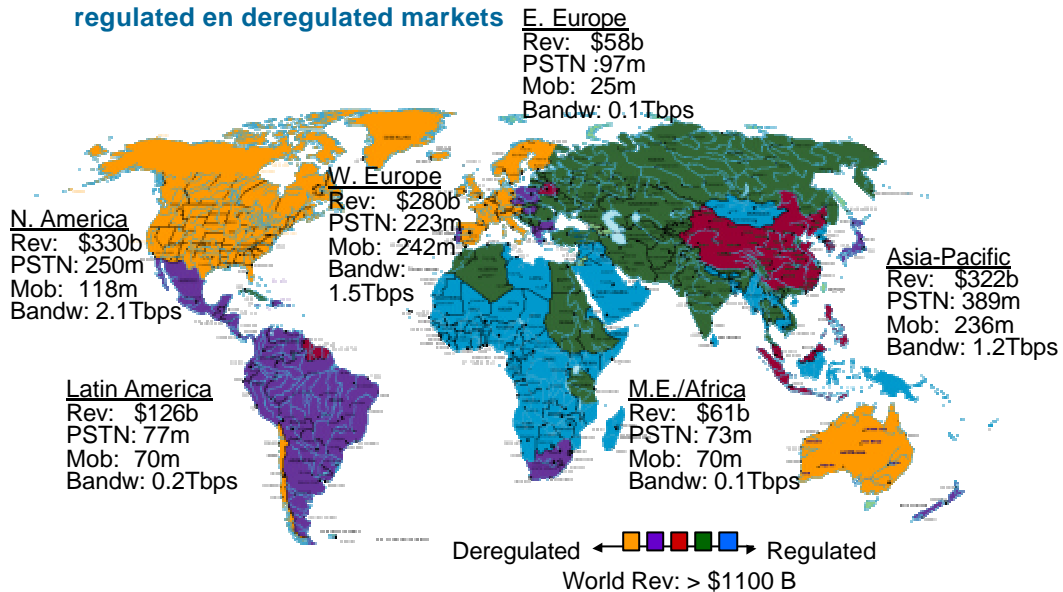 regulated en deregulated markets
E. Europe
Rev: $58b
PSTN :97m
Mob: 25m
Bandw: 0.1Tbps
W. Europe
Rev: $280b
PSTN: 223m
Mob: 242m
Bandw:
1.5Tbps
N. America
Rev: $330b
PSTN: 250m
Mob: 118m
Bandw: 2.1Tbps
Asia-Pacific
Rev: $322b
PSTN: 389m
Mob: 236m
Bandw: 1.2Tbps
Latin America
Rev: $126b
PSTN: 77m
Mob: 70m
Bandw: 0.2Tbps
M.E./Africa
Rev: $61b
PSTN: 73m
Mob: 70m
Bandw: 0.1Tbps
Deregulated Regulated
World Rev: > $1100 B